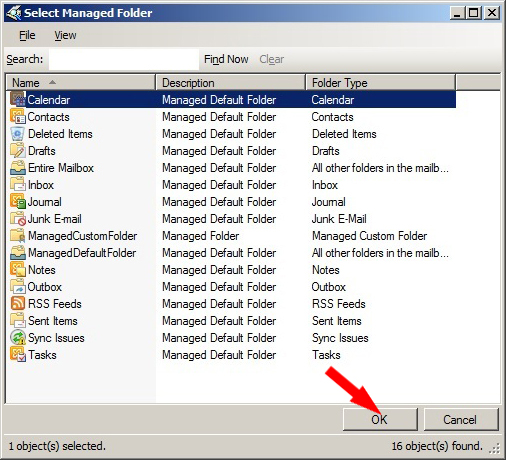 Select Managed Folder
File View
Search: Find Now Clear
Name Description Folder Type
Calendar Managed Default Folder Calendar
Contacts Managed Default Folder Contacts
Deleted Items Managed Default Folder Deleted Items
Drafts Managed Default Folder Drafts
Entire Mailbox Managed Default Folder All other folders in the mailb...
Inbox Managed Default Folder Inbox
Journal Managed Default Folder Journal
Junk E-mail Managed Default Folder Junk E-Mail
ManagedCustomFolder Managed Folder Managed Custom Folder
ManagedDefaultFolder Managed Default Folder All other folders in the mailb...
Notes Managed Default Folder Notes
Outbox Managed Default Folder Outbox
RSS Feeds Managed Default Folder RSS Feeds
Sent Items Managed Default Folder Sent Items
Sync Issues Managed Default Folder Sync Issues
Tasks Managed Default Folder Tasks
OK Cancel
1 object(s) selected. 16 object(s) found.